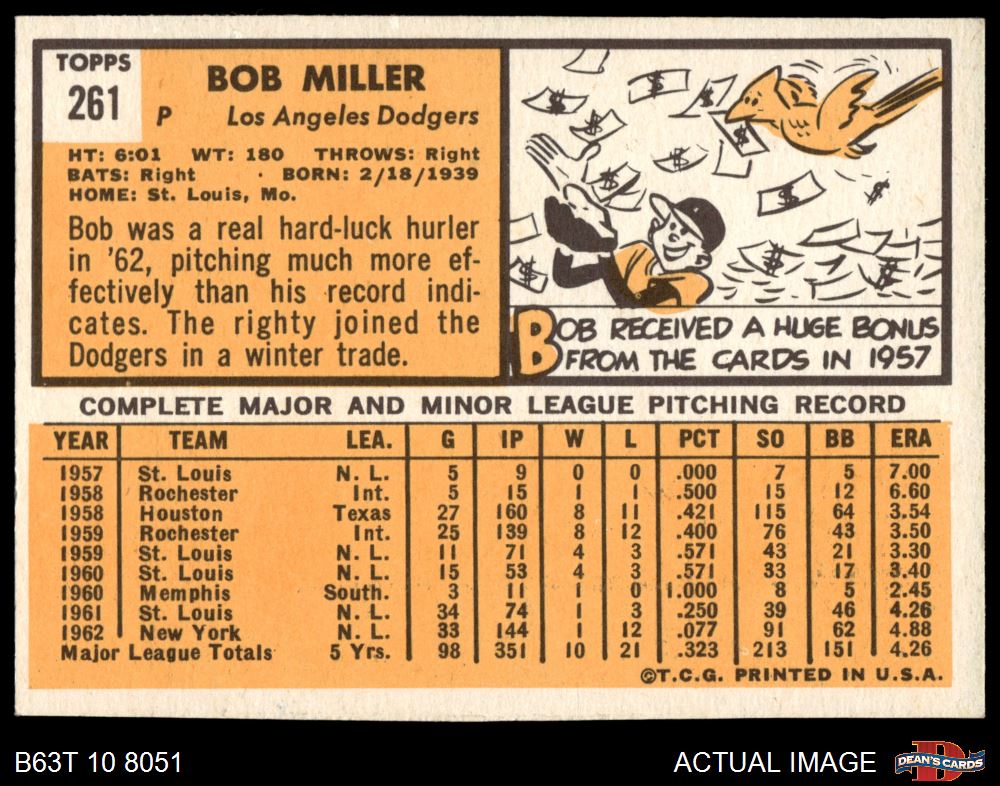 TOPPS
261
BOB MILLER
P Los Angeles Dodgers
HT: 6:01 WT: 180 THROWS: Right
BATS: Right · BORN: 2/18/1939
HOME: St. Louis, Mo.
Bob was a real hard-luck hurler
in '62, pitching much more ef-
fectively than his record indi-
cates. The righty joined the
Dodgers in a winter trade.
BOB RECEIVED A HUGE BONUS
FROM THE CARDS IN 1957
COMPLETE MAJOR AND MINOR LEAGUE PITCHING RECORD
YEAR TEAM LEA. G IP W L PCT SO BB ERA
1957 St. Louis N. L. 5 9 0 0 .000 7 5 7.00
1958 Rochester Int. 5 15 1 1 .500 15 12 6.60
1958 Houston Texas 27 160 8 11 .421 115 64 3.54
1959 Rochester Int. 25 139 8 12 .400 76 43 3.50
1959 St. Louis N. L. 11 71 4 3 .571 43 21 3.30
1960 St. Louis N. L. 15 53 4 3 .571 33 17 3.40
1960 Memphis South. 3 11 1 0 1.000 8 5 2.45
1961 St. Louis N. L. 34 74 1 3 .250 39 46 4.26
1962 New York N. L. 33 144 1 12 .077 91 62 4.88
Major League Totals 5 Yrs. 98 351 10 21 .323 213 151 4.26
©T.C.G. PRINTED IN U.S.A.
B63T 10 8051
ACTUAL IMAGE
DEAN'S CARDS